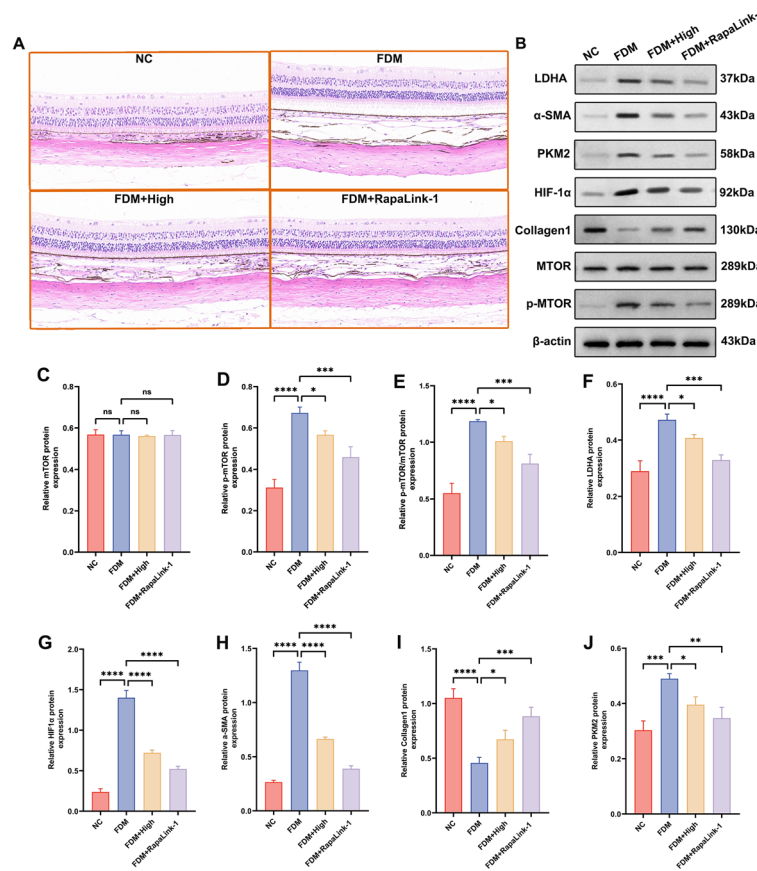 A
NC
FDM
FDM+High
FDM+RapaLink-1
B
NC
FDM
FDM+High
FDM+RapaLink-
LDHA
37kDa
α-SMA
43kDa
PKM2
58kDa
HIF-1α
92kDa
Collagen1
130kDa
MTOR
289kDa
p-MTOR
289kDa
β-actin
43kDa
C
Relative mTOR protein
expression
0.8
0.6
0.4
0.2
0.0
ns
ns
ns
NC
FDM
FDM+High
FDM+RapaLink-1
D
Relative p-mTOR protein
expression
0.8
0.6
0.4
0.2
0.0
***
****
*
NC
FDM
FDM+High
FDM+RapaLink-1
E
Relative p-mTOR/mTOR protein
expression
1.5
1.0
0.5
0.0
***
****
*
NC
FDM
FDM+High
FDM+RapaLink-1
F
Relative LDHA protein
expression
0.6
0.4
0.2
0.0
***
****
*
NC
FDM
FDM+High
FDM+RapaLink-1
G
Relative HIF1α protein
expression
2.0
1.5
1.0
0.5
0.0
****
****
****
NC
FDM
FDM+High
FDM+RapaLink-1
H
Relative a-SMA protein
expression
1.5
1.0
0.5
0.0
****
****
****
NC
FDM
FDM+High
FDM+RapaLink-1
I
Relative Collagen1 protein
expression
1.5
1.0
0.5
0.0
***
****
*
NC
FDM
FDM+High
FDM+RapaLink-1
J
Relative PKM2 protein
expression
0.6
0.4
0.2
0.0
**
***
*
NC
FDM
FDM+High
FDM+RapaLink-1